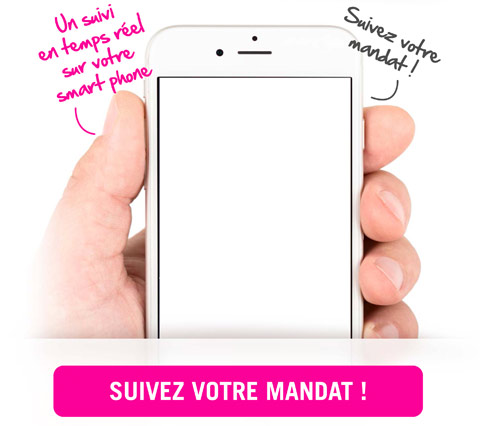 Un suivi
en temps réel
sur votre
smart phone
Suivez votre
mandat !
SUIVEZ VOTRE MANDAT !